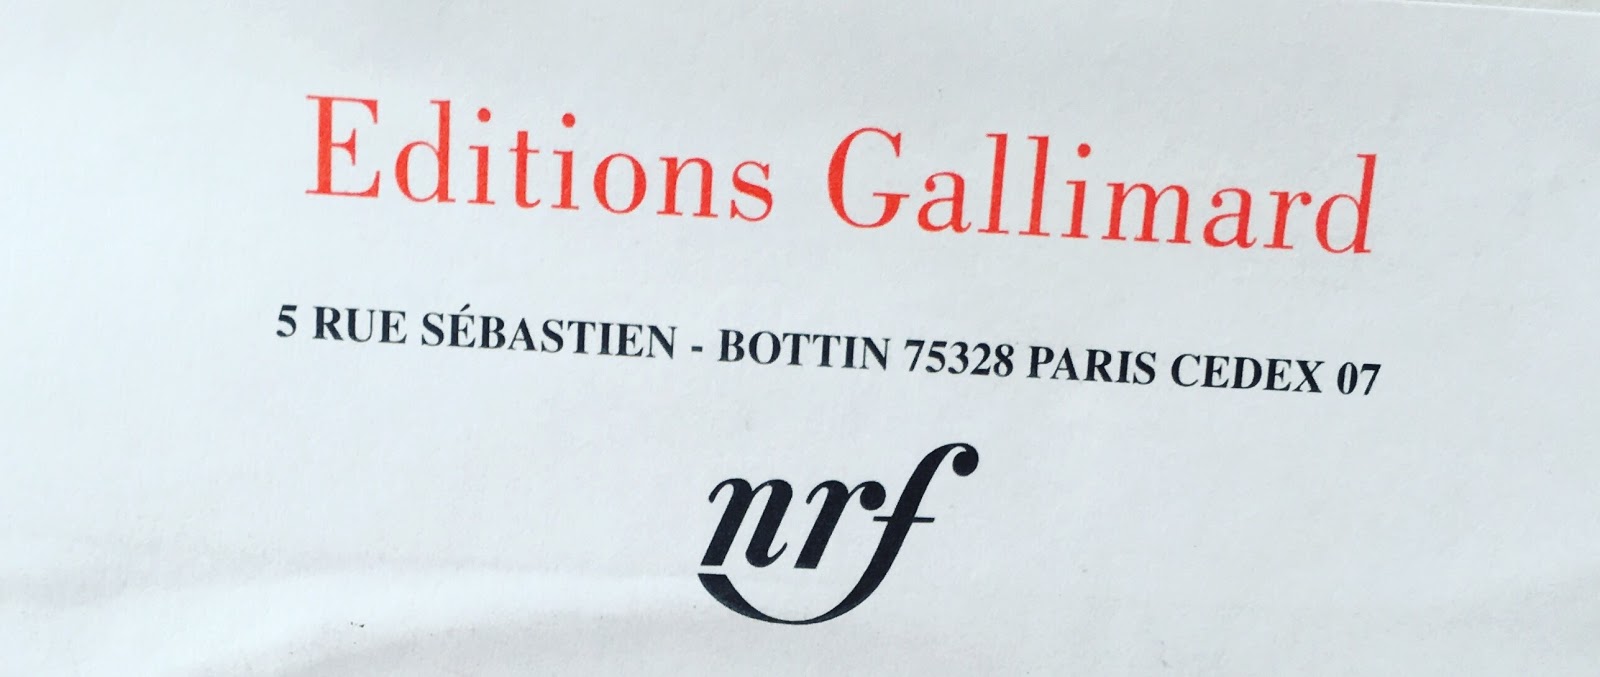 Editions Gallimard
5 RUE SÉBASTIEN - BOTTIN 75328 PARIS CEDEX 07
nrf